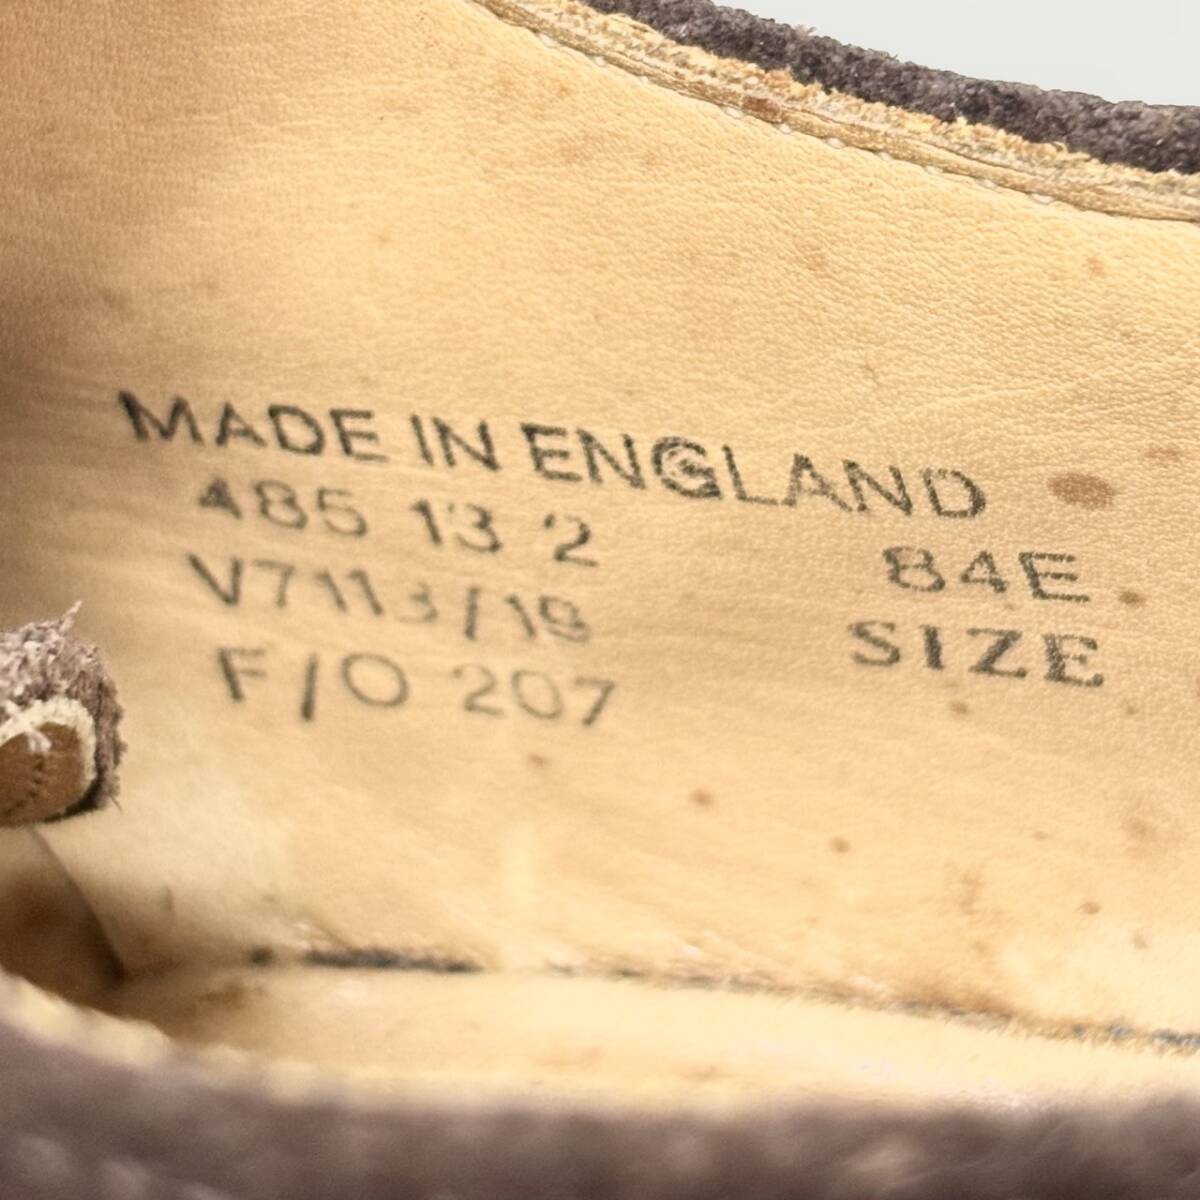 MADE IN ENGLAND
485 13 2
84E
V7113/19
SIZE
F/O 207